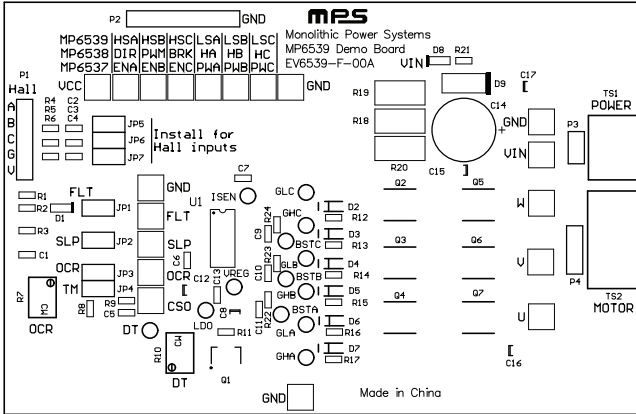 P2
GND
MPS
Monolithic Power Systems
MP6539 Demo Board
EV6539-F-00A
MP6539 HSA HSB HSC LSA LSB LSC
MP6538 DIR PWM BRK HA HB HC
MP6537 ENA ENB ENC PWA PWB PWC
VCC
GND
VIN
D8
R21
D9
C17
C14
+
C15
R19
R18
R20
TS1
POWER
P3
GND
VIN
P1
Hall
A
B
C
G
V
R4
R5
R6
C2
C3
C4
JP5
JP6
JP7
Install for
Hall inputs
R1
R2
D1
R3
C1
FLT
JP1
SLP
JP2
OCR
JP3
TM
JP4
R7
CW
OCR
R8
R9
C5
GND
FLT
SLP
OCR
CSO
DT
R10
CW
DT
U1
ISEN
C7
C6
C12
C13
VREG
C8
LDO
R11
Q1
C9
R24
R23
C10
C11
R22
GLC
GHC
BSTC
GLB
BSTB
GHB
BSTA
GLA
GHA
D2
R12
D3
R13
D4
R14
D5
R15
D6
R16
D7
R17
Q2
Q5
Q3
Q6
Q4
Q7
W
V
U
P4
TS2
MOTOR
C16
GND
Made in China